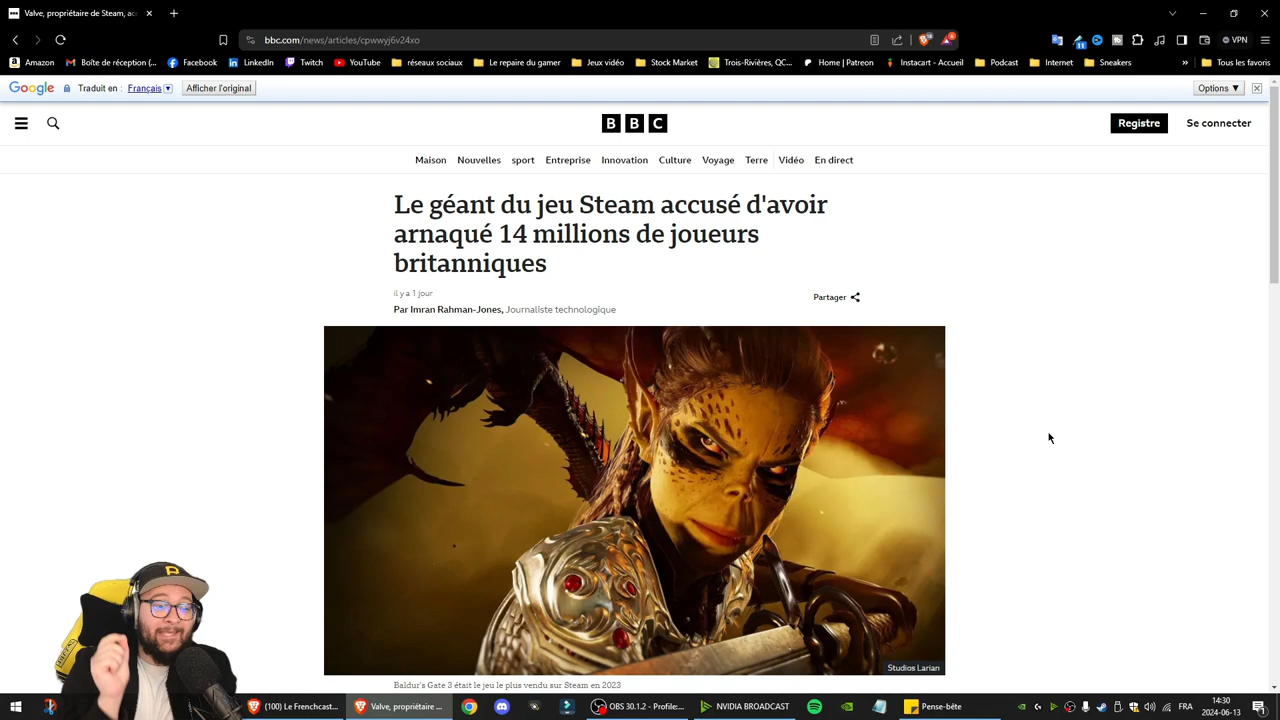 Valve, propriétaire de Steam, acc
bbc.com/news/articles/cpwwyj6v24xo
VPN
Amazon
Boîte de réception (...
Facebook
LinkedIn
Twitch
YouTube
réseaux sociaux
Le repaire du gamer
Jeux vidéo
Stock Market
Trois-Rivières, QC...
Home | Patreon
Instacart - Accueil
Podcast
Internet
Sneakers
»
Tous les favoris
Google
Traduit en :
Français
Afficher l'original
Options ▼
BBC
Registre
Se connecter
Maison
Nouvelles
sport
Entreprise
Innovation
Culture
Voyage
Terre
Vidéo
En direct
Le géant du jeu Steam accusé d'avoir
arnaqué 14 millions de joueurs
britanniques
il y a 1 jour
Partager
Par Imran Rahman-Jones, Journaliste technologique
Studios Larian
Baldur's Gate 3 était le jeu le plus vendu sur Steam en 2023
(100) Le Frenchcast...
Valve, propriétaire ...
OBS 30.1.2 - Profile:...
NVIDIA BROADCAST
Pense-bête
FRA
14:30
2024-06-13